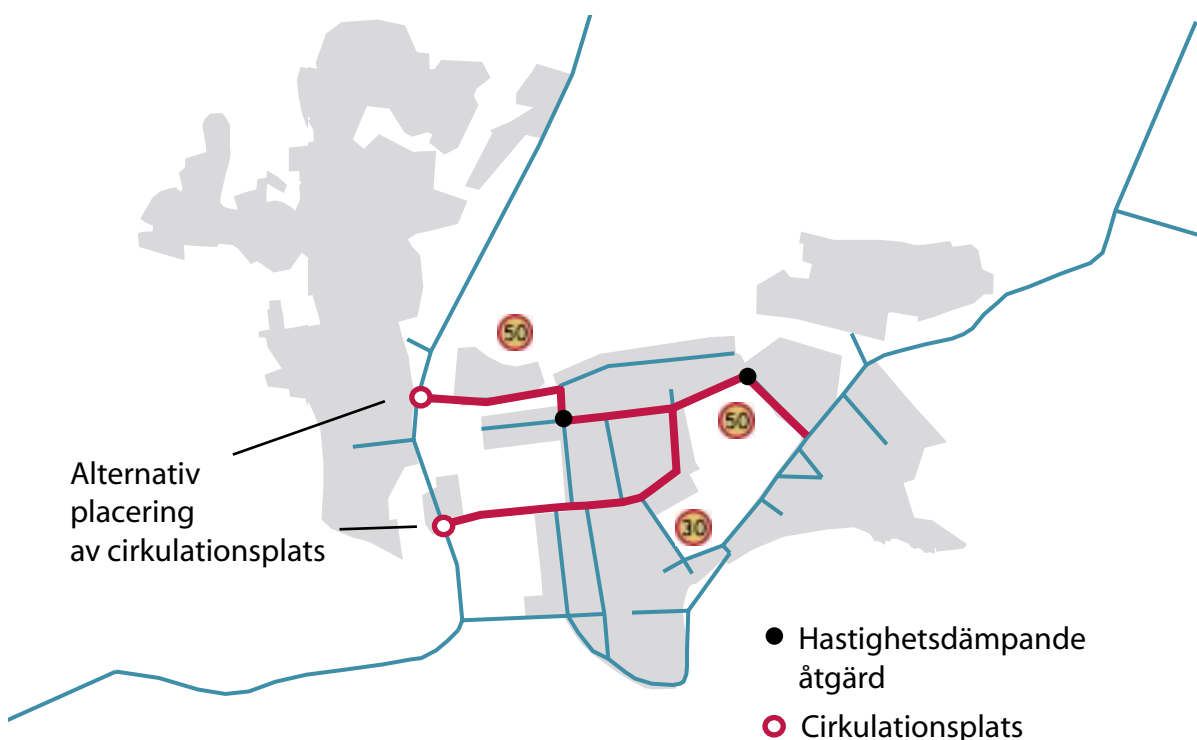 50
50
Alternativ
placering
av cirkulationsplats
30
Hastighetsdämpande
åtgärd
Cirkulationsplats